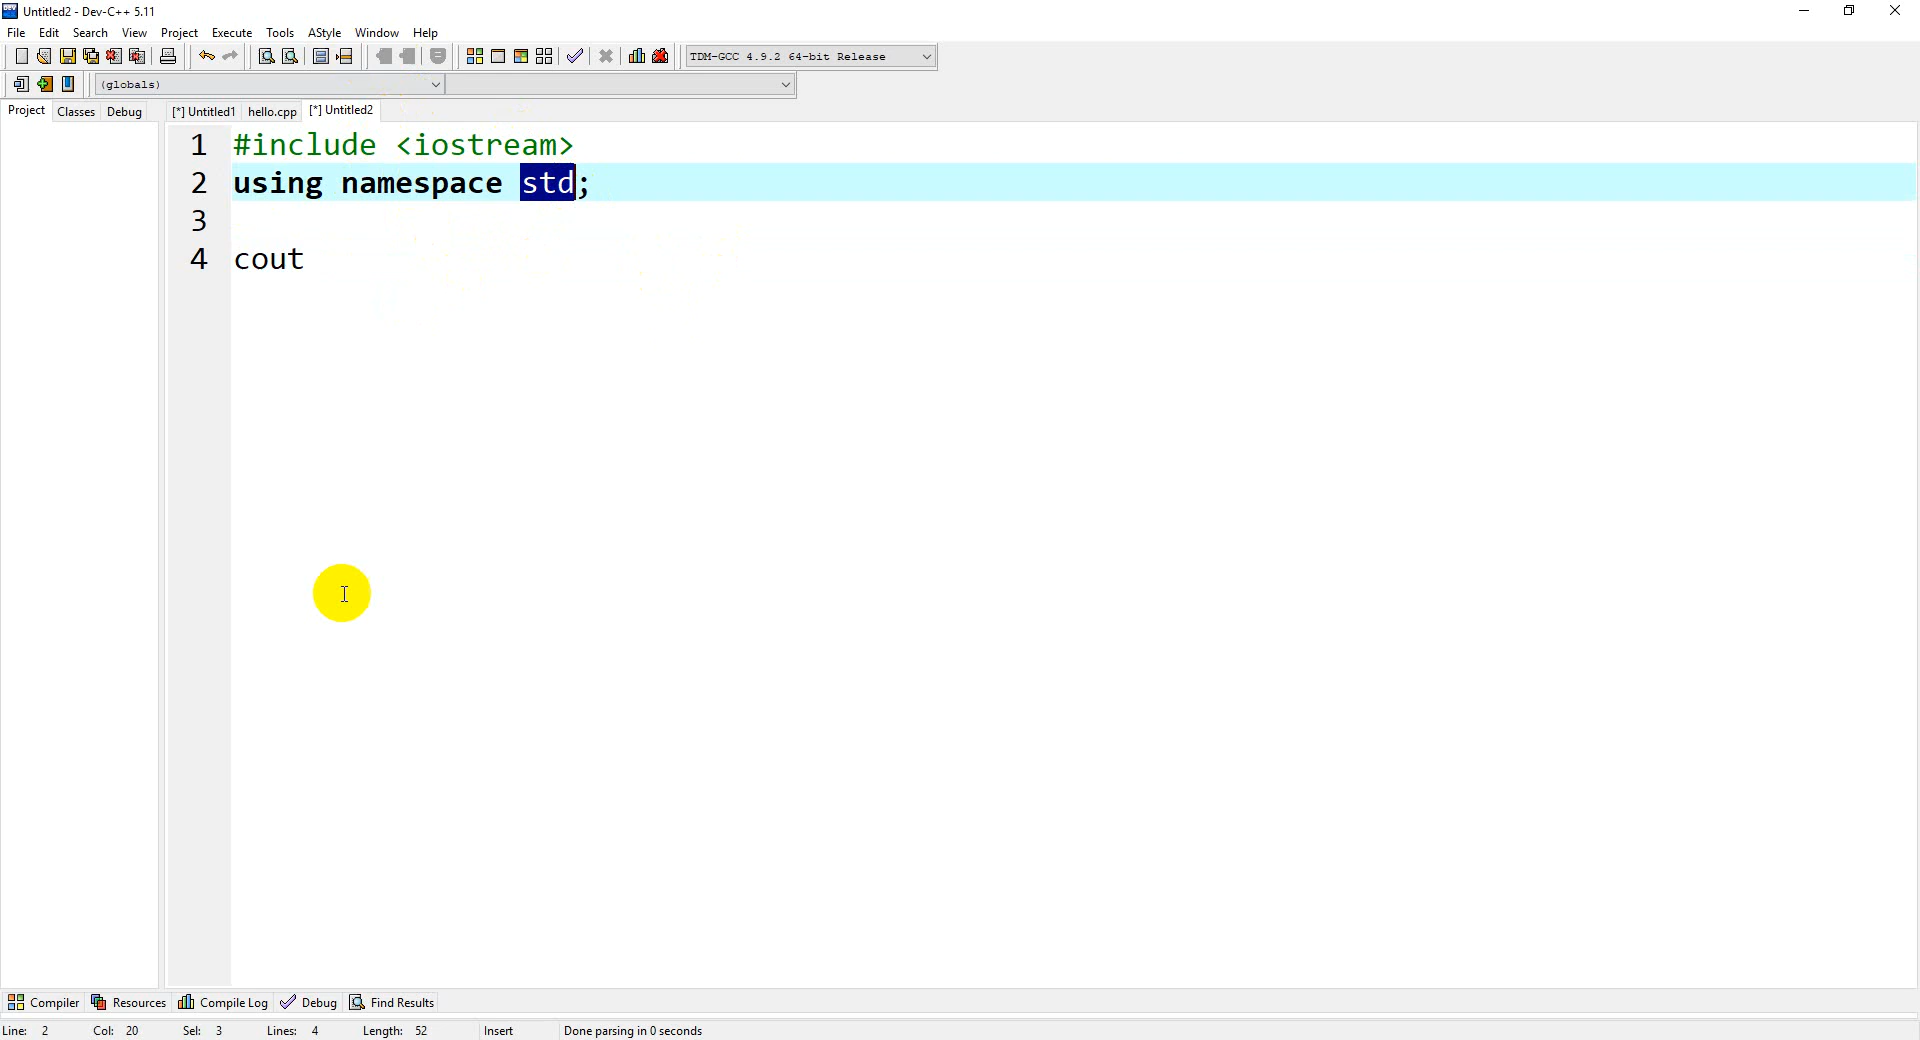 Untitled2 - Dev-C++ 5.11
File Edit Search View Project Execute Tools AStyle Window Help
TDM-GCC 4.9.2 64-bit Release
(globals)
Project Classes Debug [*] Untitled1 hello.cpp [*] Untitled2
1 #include <iostream>
2 using namespace std;
3
4 cout
Compiler Resources Compile Log Debug Find Results
Line: 2 Col: 20 Sel: 3 Lines: 4 Length: 52 Insert Done parsing in 0 seconds